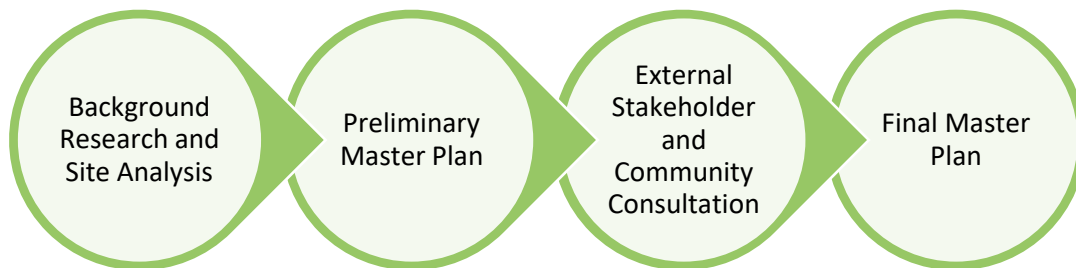 Background
Research and
Site Analysis
Preliminary
Master Plan
External
Stakeholder
and
Community
Consultation
Final Master
Plan